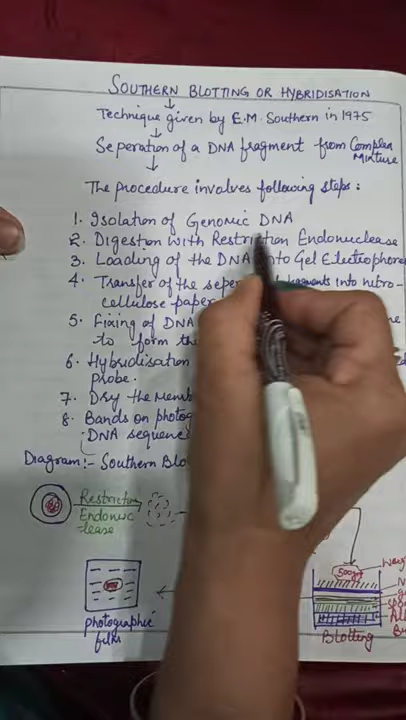 SOUTHERN BLOTTING OR HYBRIDISATION
Technique given by E.M. Southern in 1975
Seperation of a DNA fragment from Complex
Mixture
The procedure involves following steps:
1. Isolation of Genomic DNA
2. Digestion with Restriction Endonuclease
3. Loading of the DNA into Gel Electrophore
4. Transfer of the seper fragments into nitro-
cellulose paper
5. Fixing of DNA
to form th
6. Hybridisation
probe.
7. Dry the Memb
8. Bands on photog
DNA sequence
Diagram:- Southern Blo
Restriction
Endonuc
lease
500g
photographic
film
Blotting